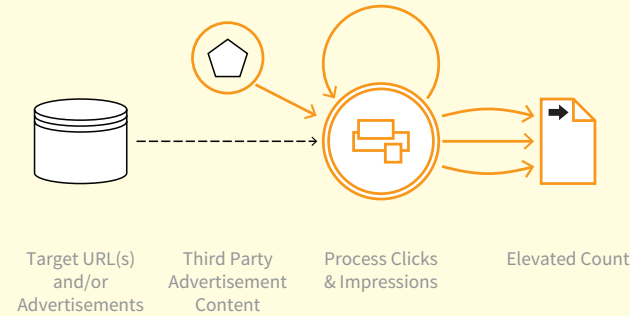 Target URL(s)
and/or
Advertisements
Third Party
Advertisement
Content
Process Clicks
& Impressions
Elevated Count